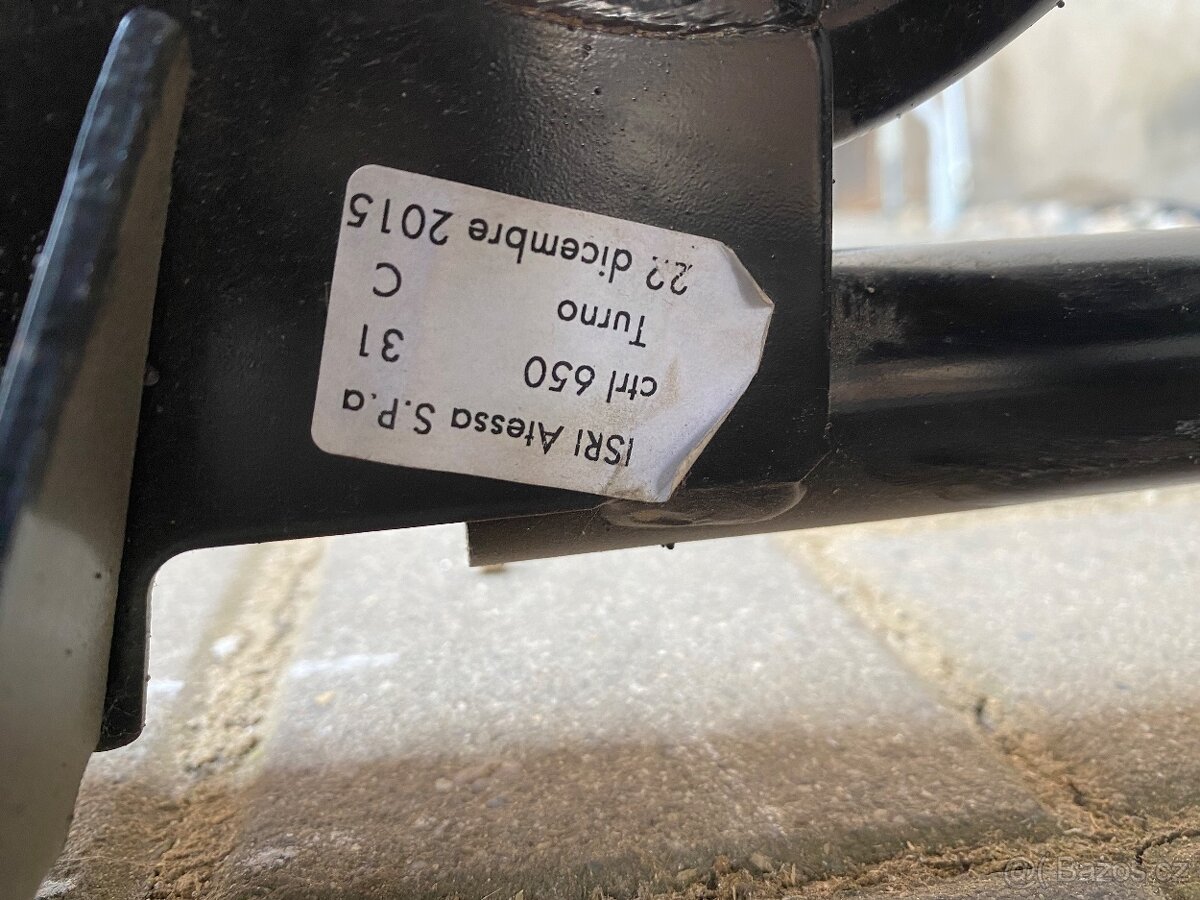 ISRI Atessa S.P.a
ctrl 650 31
Turno C
22 dicembre 2015
Bazos.cz